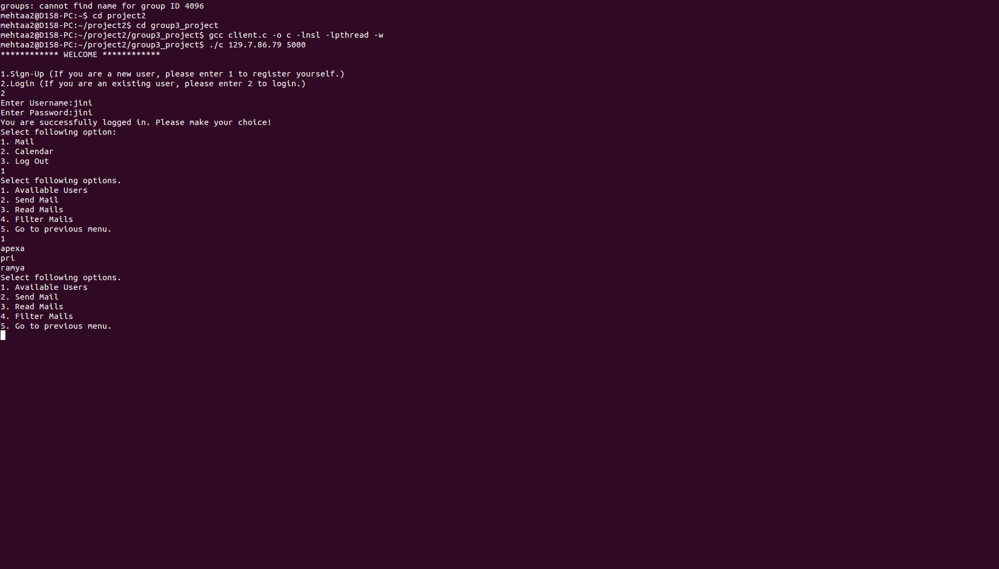 groups: cannot find name for group ID 4096
mehtaa2@D158-PC:~$ cd project2
mehtaa2@D158-PC:~/project2$ cd group3_project
mehtaa2@D158-PC:~/project2/group3_project$ gcc client.c -o c -lnsl -lpthread -w
mehtaa2@D158-PC:~/project2/group3_project$ ./c 129.7.86.79 5000
************ WELCOME ************
1.Sign-Up (If you are a new user, please enter 1 to register yourself.)
2.Login (If you are an existing user, please enter 2 to login.)
2
Enter Username:jini
Enter Password:jini
You are successfully logged in. Please make your choice!
Select following option:
1. Mail
2. Calendar
3. Log Out
1
Select following options.
1. Available Users
2. Send Mail
3. Read Mails
4. Filter Mails
5. Go to previous menu.
1
apexa
pri
ramya
Select following options.
1. Available Users
2. Send Mail
3. Read Mails
4. Filter Mails
5. Go to previous menu.